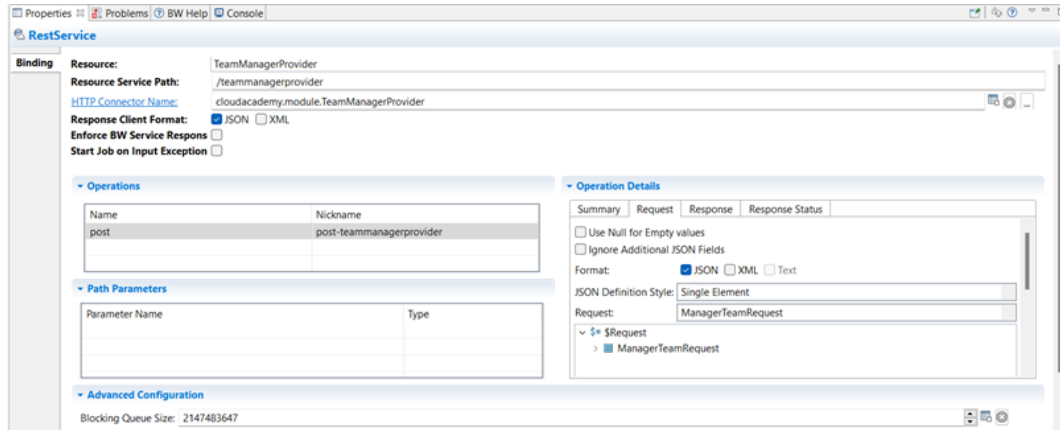 Properties Problems BW Help Console
RestService
Binding
Resource: TeamManagerProvider
Resource Service Path: /teammanagerprovider
HTTP Connector Name: cloudacademy.module.TeamManagerProvider
Response Client Format: JSON XML
Enforce BW Service Respons
Start Job on Input Exception
Operations
Name Nickname
post post-teammanagerprovider
Path Parameters
Parameter Name Type
Operation Details
Summary Request Response Response Status
Use Null for Empty values
Ignore Additional JSON Fields
Format: JSON XML Text
JSON Definition Style: Single Element
Request: ManagerTeamRequest
$= $Request
ManagerTeamRequest
Advanced Configuration
Blocking Queue Size: 2147483647